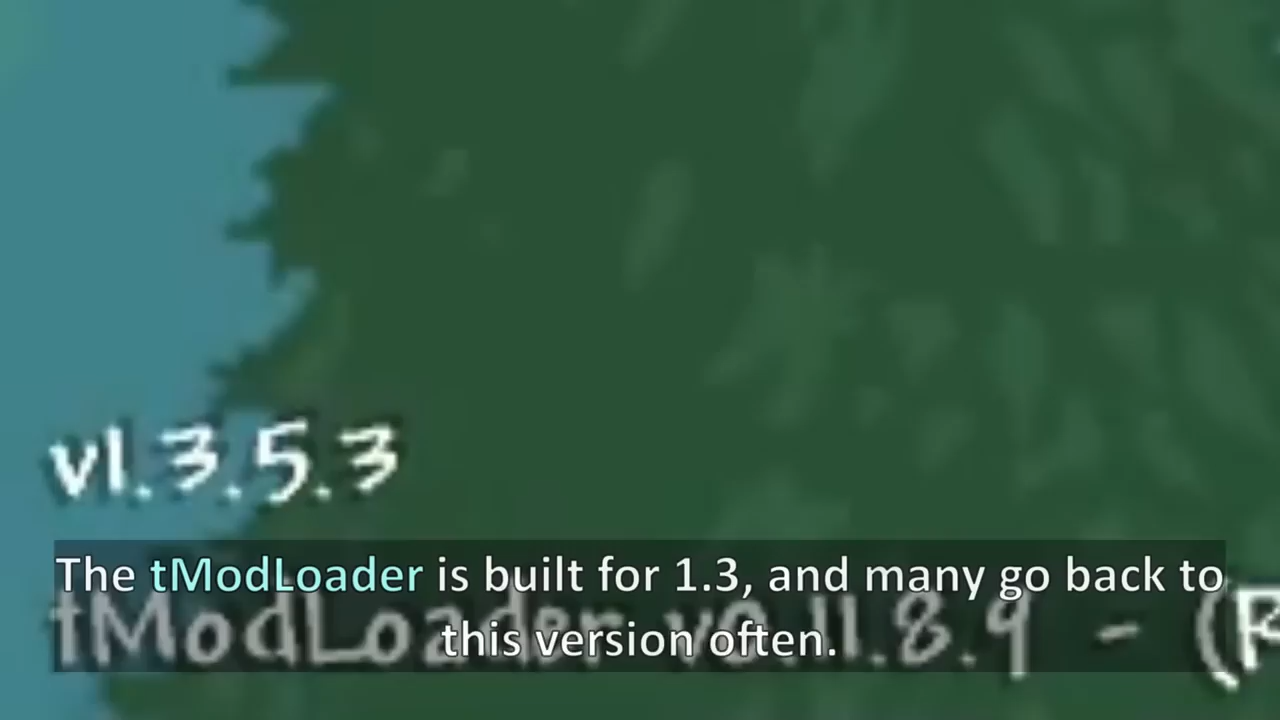 v1.3.5.3
The tModLoader is built for 1.3, and many go back to
this version often.
tModLoader v0.11.8.9 - (